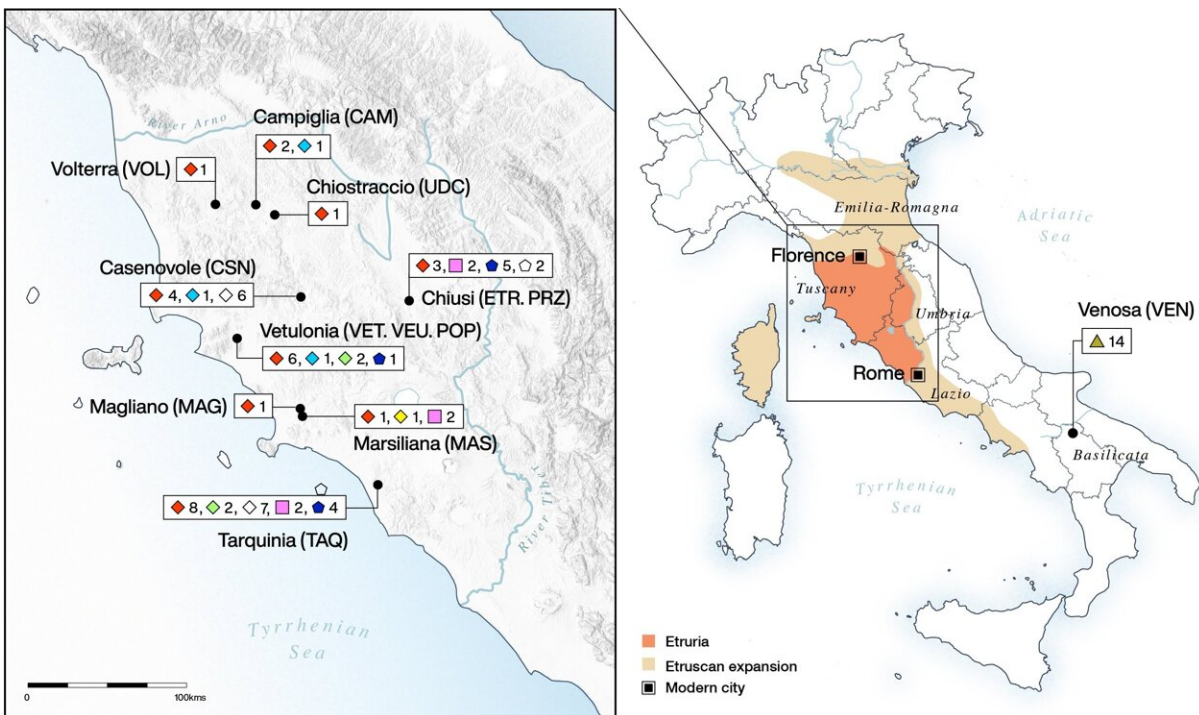 River Arno
Campiglia (CAM)
2, 1
Volterra (VOL)
1
Chiostraccio (UDC)
1
Casenovole (CSN)
4, 1, 6
3, 2, 5, 2
Chiusi (ETR. PRZ)
Vetulonia (VET. VEU. POP)
6, 1, 2, 1
Magliano (MAG)
1
1, 1, 2
Marsiliana (MAS)
8, 2, 7, 2, 4
Tarquinia (TAQ)
River Tiber
Tyrrhenian
Sea
0
100kms
Emilia-Romagna
Adriatic
Sea
Florence
Tuscany
Umbria
Venosa (VEN)
14
Rome
Lazio
Basilicata
Tyrrhenian
Sea
Etruria
Etruscan expansion
Modern city